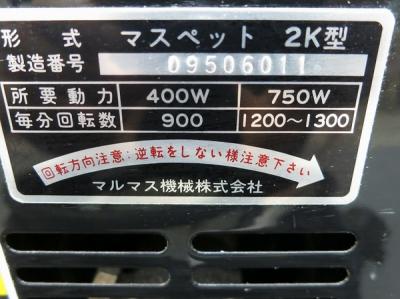 形式 マスペット 2K型
製造番号 09506011
所要動力 400W 750W
毎分回転数 900 1200～1300
回転方向注意:逆転をしない様注意下さい
マルマス機械株式会社